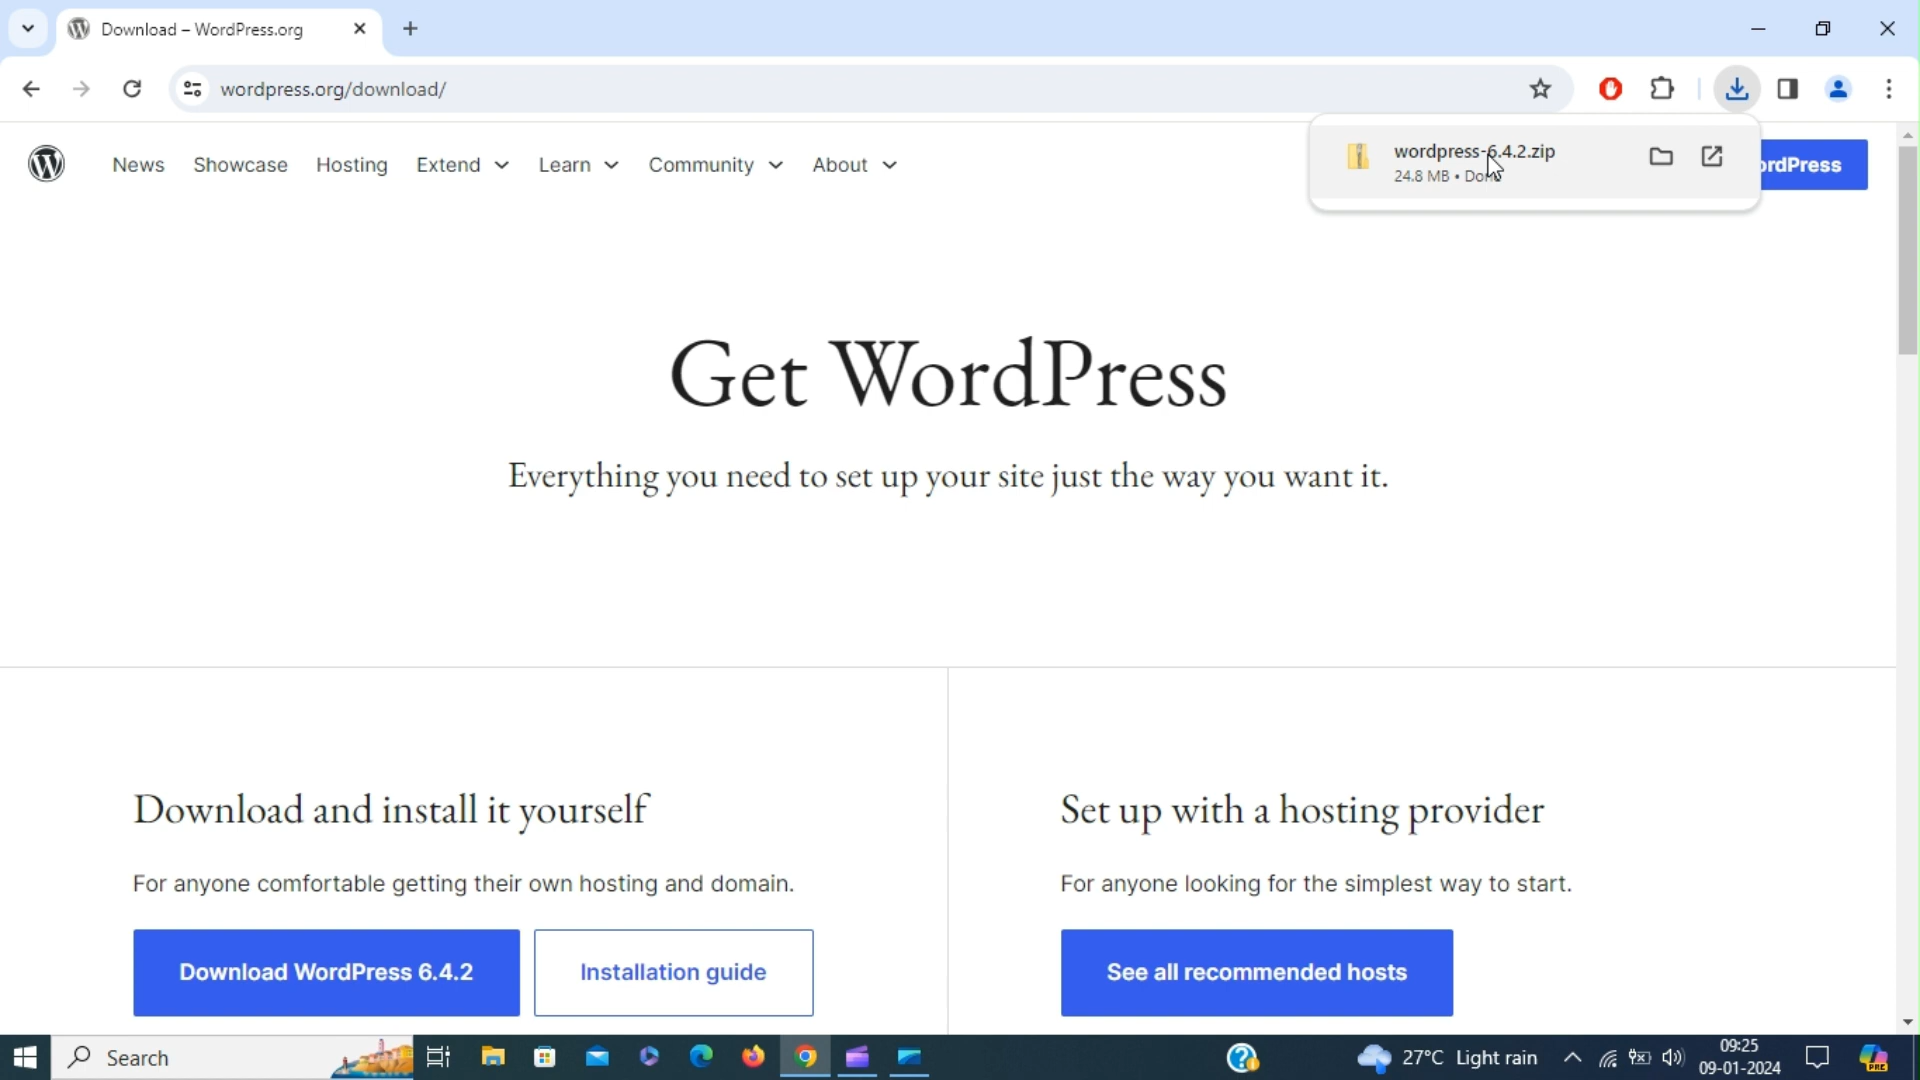 Download – WordPress.org
wordpress.org/download/
News Showcase Hosting Extend Learn Community About
wordpress-6.4.2.zip
24.8 MB •
ordPress
Get WordPress
Everything you need to set up your site just the way you want it.
Download and install it yourself
For anyone comfortable getting their own hosting and domain.
Download WordPress 6.4.2
Installation guide
Set up with a hosting provider
For anyone looking for the simplest way to start.
See all recommended hosts
Search
27°C Light rain
09:25
09-01-2024
PRE